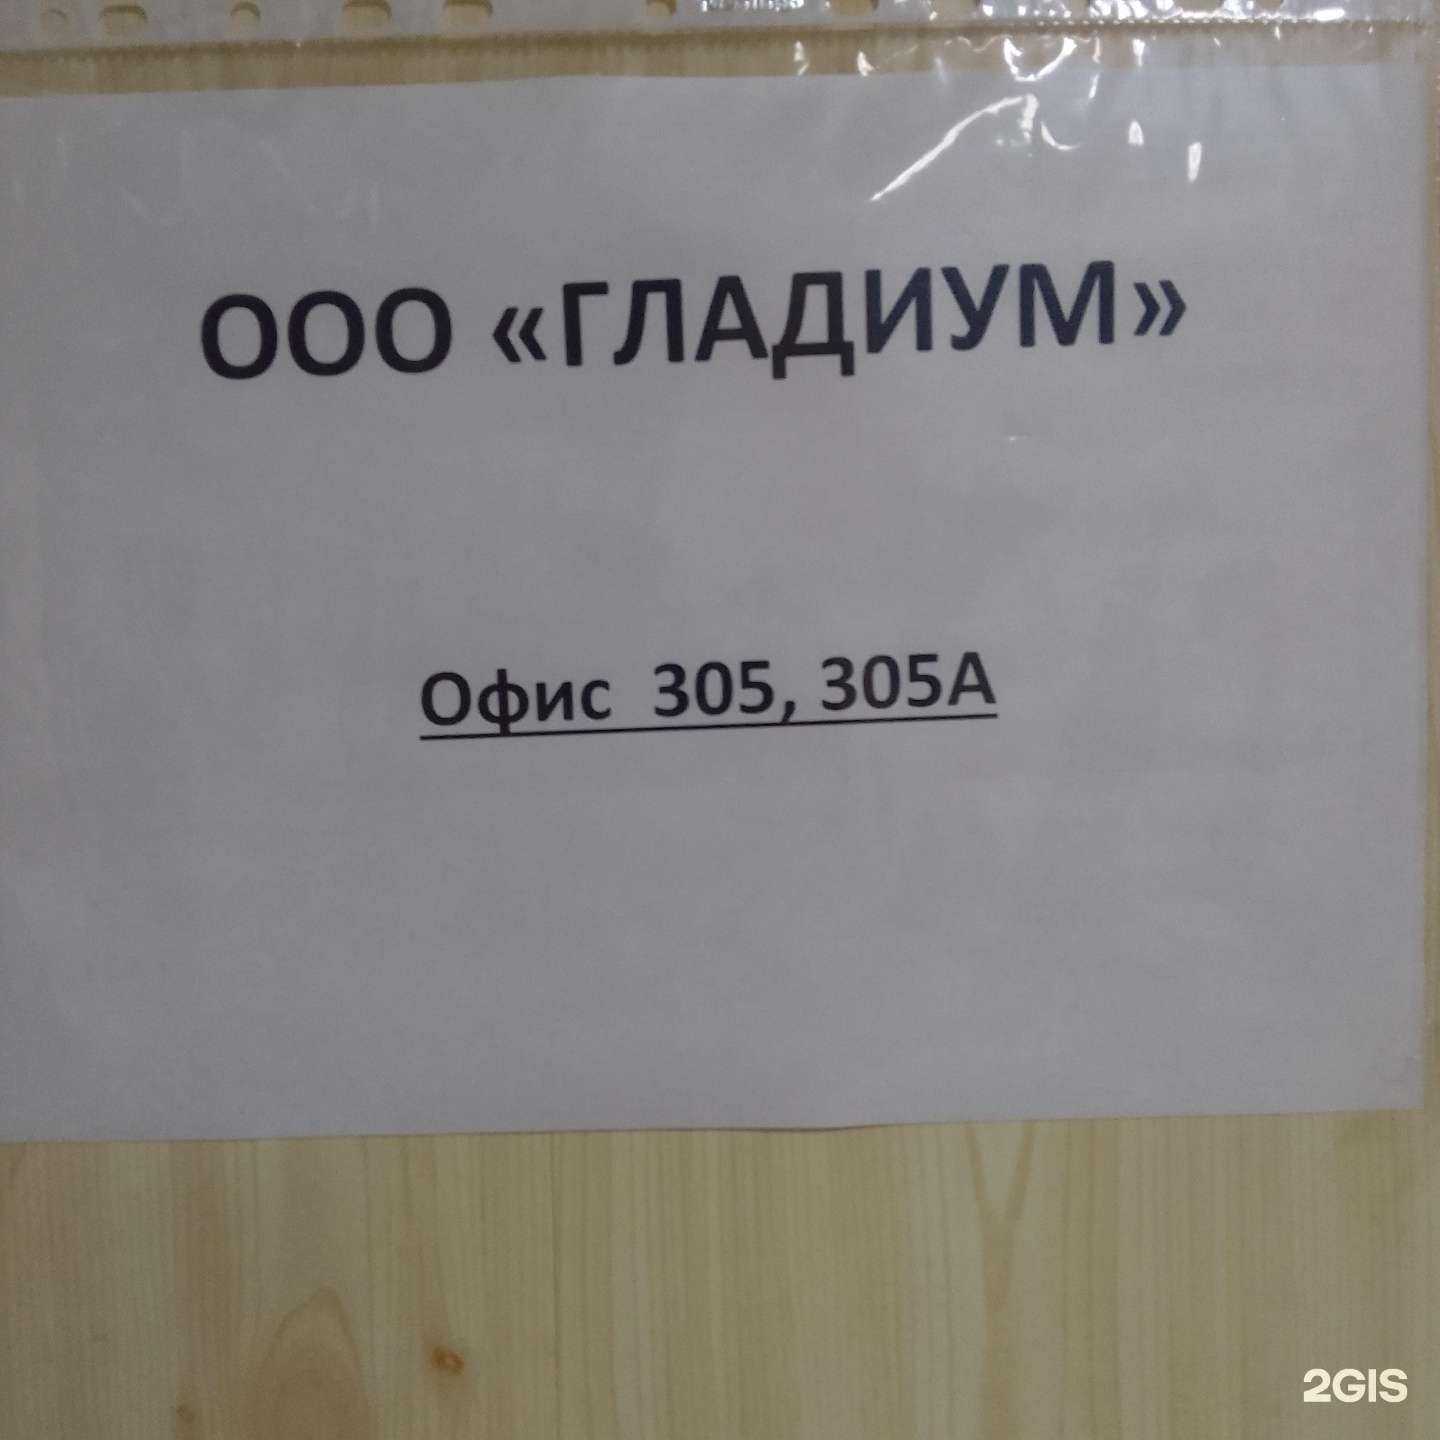 ООО «ГЛАДИУМ»
Офис 305, 305А
2GIS